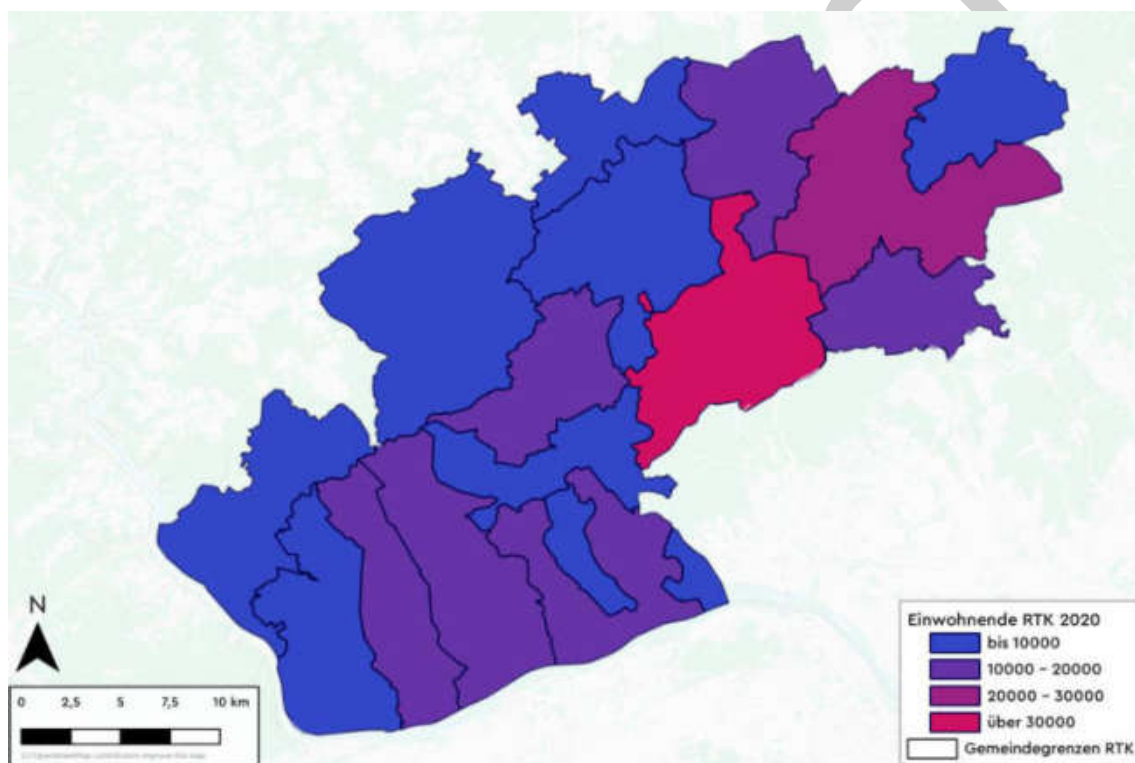 N
0 2,5 5 7,5 10 km
Einwohnende RTK 2020
bis 10000
10000 - 20000
20000 - 30000
über 30000
Gemeindegrenzen RTK